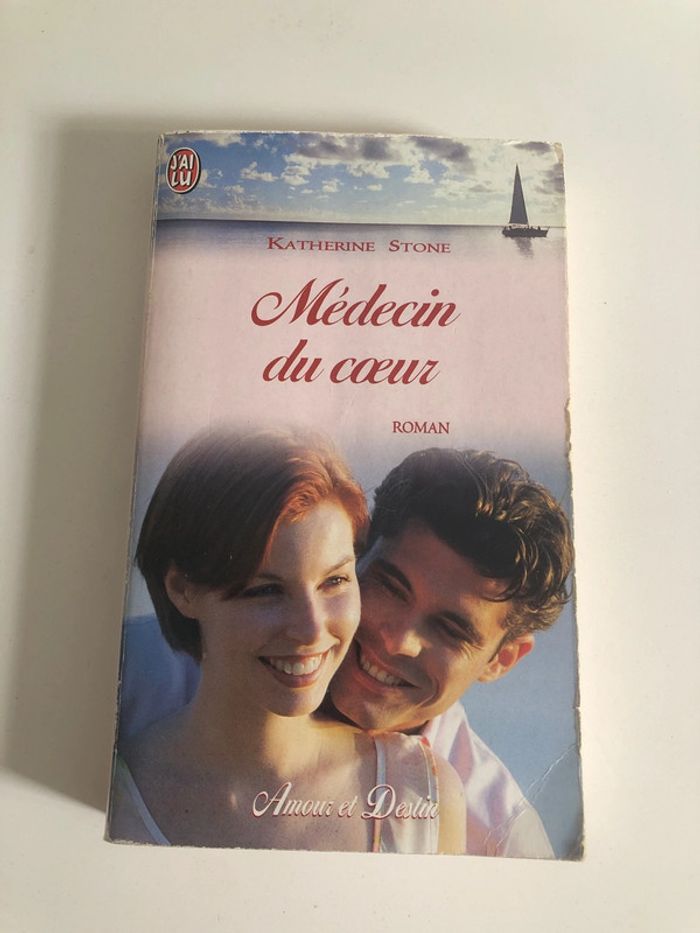 J'AI
LU
KATHERINE STONE
Médecin
du cœur
ROMAN
Amour et Destin